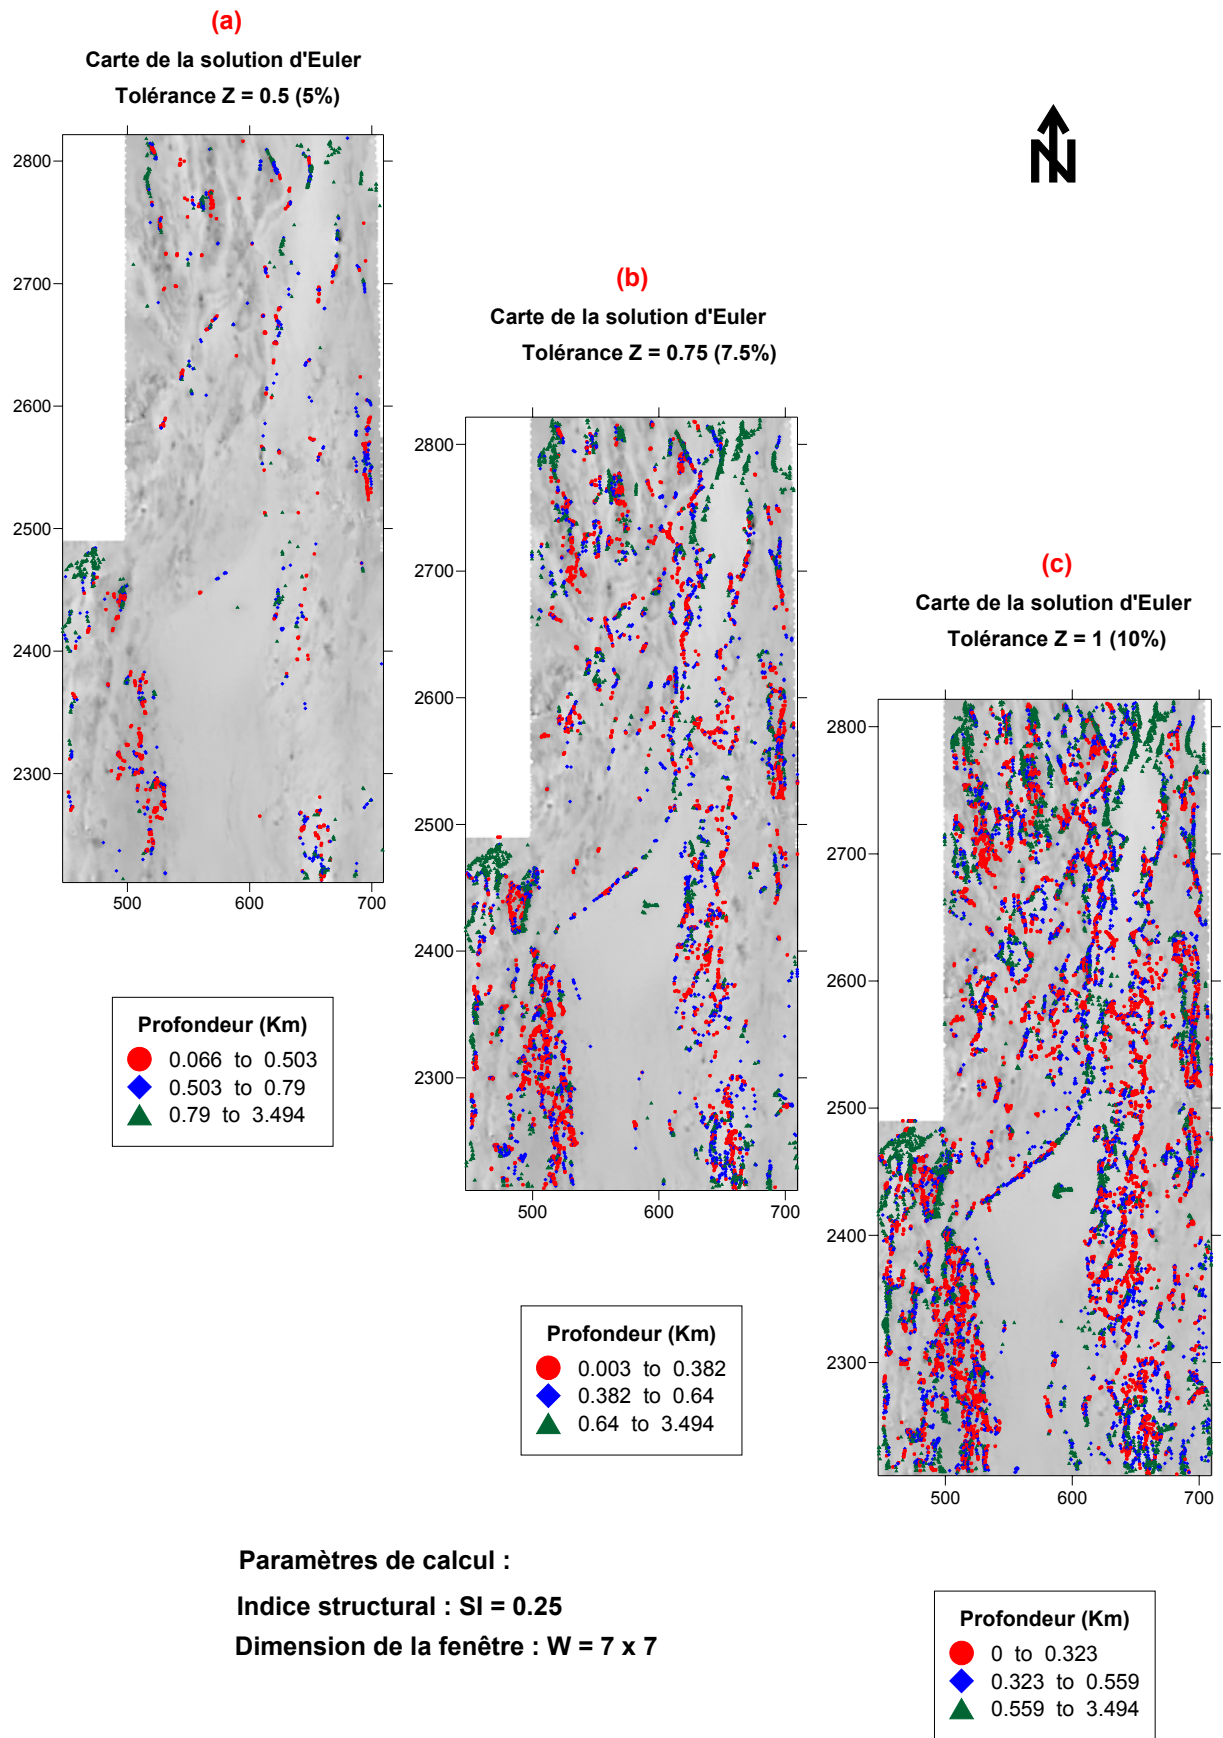 (a)
Carte de la solution d'Euler
Tolérance Z = 0.5 (5%)
2800
2700
2600
2500
2400
2300
500 600 700
Profondeur (Km)
0.066 to 0.503
0.503 to 0.79
0.79 to 3.494
N
(b)
Carte de la solution d'Euler
Tolérance Z = 0.75 (7.5%)
2800
2700
2600
2500
2400
2300
500 600 700
Profondeur (Km)
0.003 to 0.382
0.382 to 0.64
0.64 to 3.494
(c)
Carte de la solution d'Euler
Tolérance Z = 1 (10%)
2800
2700
2600
2500
2400
2300
500 600 700
Profondeur (Km)
0 to 0.323
0.323 to 0.559
0.559 to 3.494
Paramètres de calcul :
Indice structural : SI = 0.25
Dimension de la fenêtre : W = 7 x 7